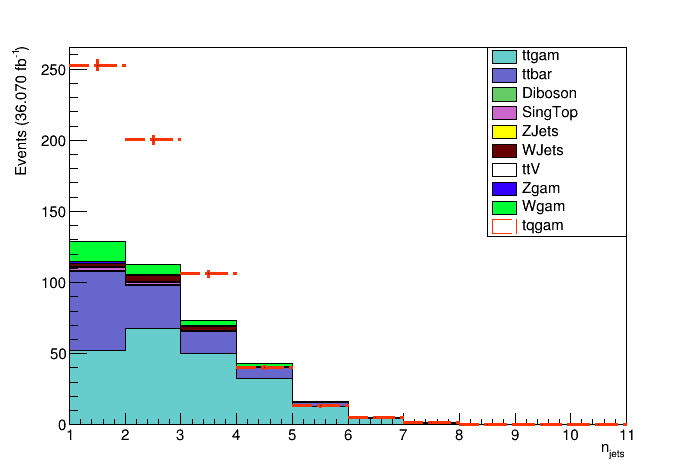 Events (36.070 fb⁻¹)
250
200
150
100
50
0
ttgam
ttbar
Diboson
SingTop
ZJets
WJets
ttV
Zgam
Wgam
tqgam
1 2 3 4 5 6 7 8 9 10 11
n_jets